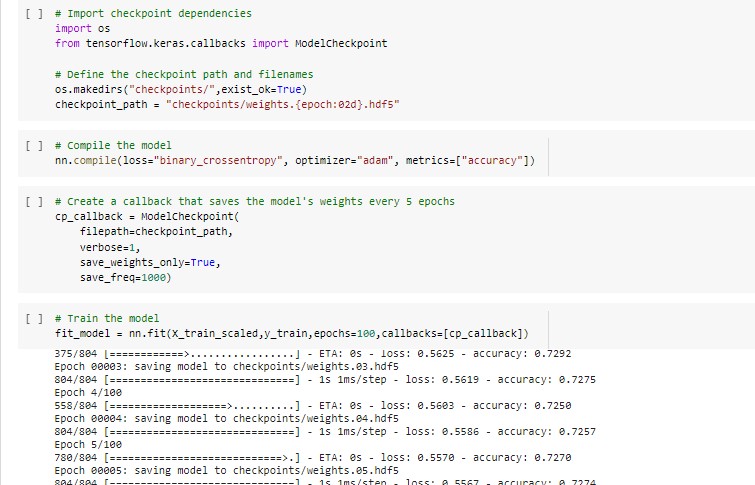 [ ] # Import checkpoint dependencies
import os
from tensorflow.keras.callbacks import ModelCheckpoint
# Define the checkpoint path and filenames
os.makedirs("checkpoints/",exist_ok=True)
checkpoint_path = "checkpoints/weights.{epoch:02d}.hdf5"
[ ] # Compile the model
nn.compile(loss="binary_crossentropy", optimizer="adam", metrics=["accuracy"])
[ ] # Create a callback that saves the model's weights every 5 epochs
cp_callback = ModelCheckpoint(
filepath=checkpoint_path,
verbose=1,
save_weights_only=True,
save_freq=1000)
[ ] # Train the model
fit_model = nn.fit(X_train_scaled,y_train,epochs=100,callbacks=[cp_callback])
375/804 [============>.................] - ETA: 0s - loss: 0.5625 - accuracy: 0.7292
Epoch 00003: saving model to checkpoints/weights.03.hdf5
804/804 [==============================] - 1s 1ms/step - loss: 0.5619 - accuracy: 0.7275
Epoch 4/100
558/804 [===================>..........] - ETA: 0s - loss: 0.5603 - accuracy: 0.7250
Epoch 00004: saving model to checkpoints/weights.04.hdf5
804/804 [==============================] - 1s 1ms/step - loss: 0.5586 - accuracy: 0.7257
Epoch 5/100
780/804 [============================>.] - ETA: 0s - loss: 0.5570 - accuracy: 0.7270
Epoch 00005: saving model to checkpoints/weights.05.hdf5
804/804 [==============================] - 1s 1ms/step - loss: 0.5567 - accuracy: 0.7274